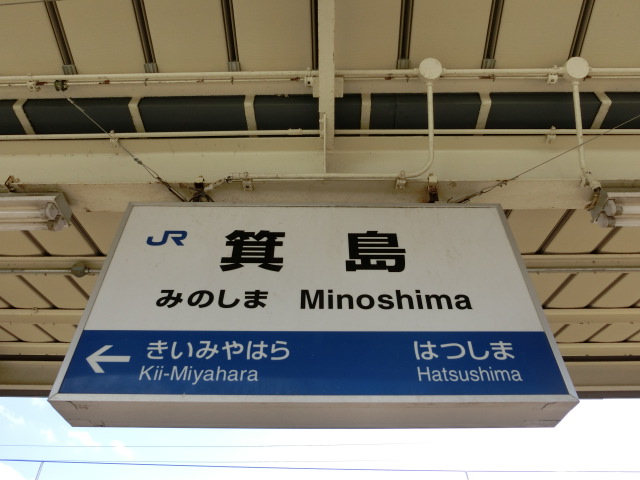 JR 箕島
みのしま Minoshima
きいみやはら はつしま
Kii-Miyahara Hatsushima